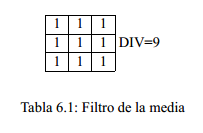 1 1 1
1 1 1 DIV=9
1 1 1
Tabla 6.1: Filtro de la media